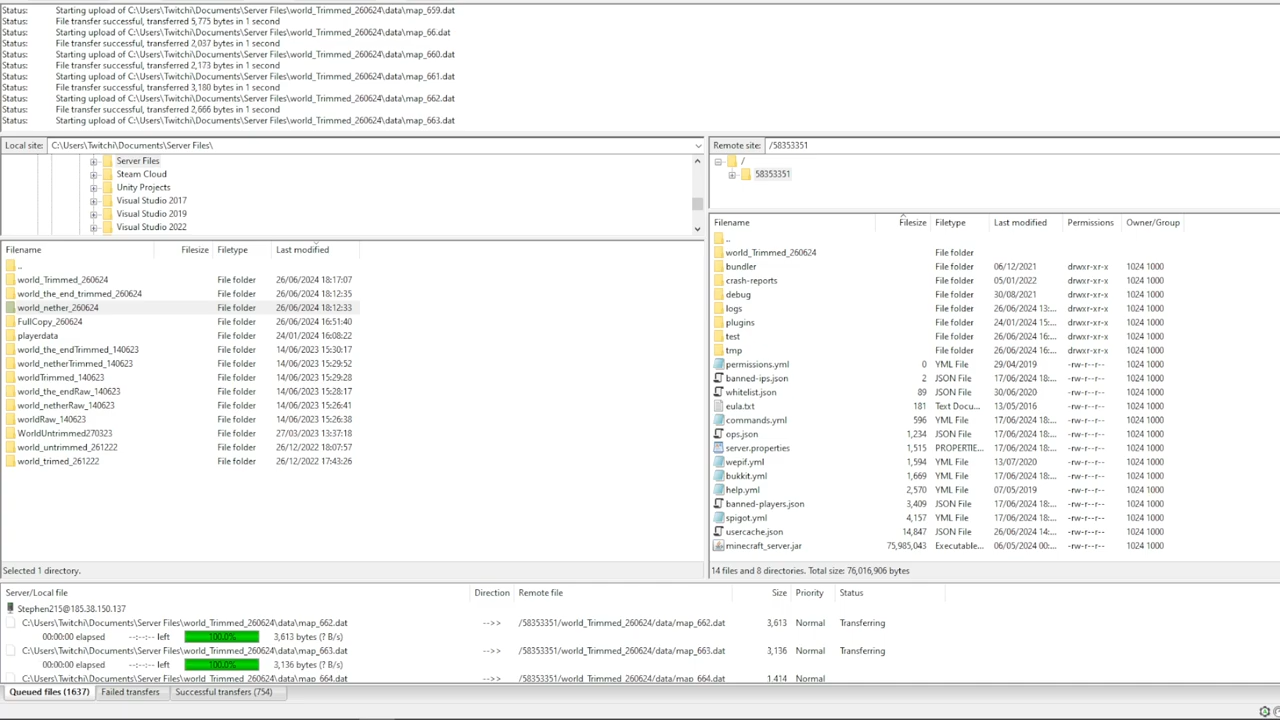 Status: Starting upload of C:\Users\Twitchi\Documents\Server Files\world_Trimmed_260624\data\map_659.dat
Status: File transfer successful, transferred 5,775 bytes in 1 second
Status: Starting upload of C:\Users\Twitchi\Documents\Server Files\world_Trimmed_260624\data\map_66.dat
Status: File transfer successful, transferred 2,037 bytes in 1 second
Status: Starting upload of C:\Users\Twitchi\Documents\Server Files\world_Trimmed_260624\data\map_660.dat
Status: File transfer successful, transferred 2,173 bytes in 1 second
Status: Starting upload of C:\Users\Twitchi\Documents\Server Files\world_Trimmed_260624\data\map_661.dat
Status: File transfer successful, transferred 3,180 bytes in 1 second
Status: Starting upload of C:\Users\Twitchi\Documents\Server Files\world_Trimmed_260624\data\map_662.dat
Status: File transfer successful, transferred 2,666 bytes in 1 second
Status: Starting upload of C:\Users\Twitchi\Documents\Server Files\world_Trimmed_260624\data\map_663.dat
Local site: C:\Users\Twitchi\Documents\Server Files\
Server Files
Steam Cloud
Unity Projects
Visual Studio 2017
Visual Studio 2019
Visual Studio 2022
Filename Filesize Filetype Last modified
..
world_Trimmed_260624 File folder 26/06/2024 18:17:07
world_the_end_trimmed_260624 File folder 26/06/2024 18:12:35
world_nether_260624 File folder 26/06/2024 18:12:33
FullCopy_260624 File folder 26/06/2024 16:51:40
playerdata File folder 24/01/2024 16:08:22
world_the_endTrimmed_140623 File folder 14/06/2023 15:30:17
world_netherTrimmed_140623 File folder 14/06/2023 15:29:52
worldTrimmed_140623 File folder 14/06/2023 15:29:28
world_the_endRaw_140623 File folder 14/06/2023 15:28:17
world_netherRaw_140623 File folder 14/06/2023 15:26:41
worldRaw_140623 File folder 14/06/2023 15:26:38
WorldUntrimmed270323 File folder 27/03/2023 13:37:18
world_untrimmed_261222 File folder 26/12/2022 18:07:57
world_trimed_261222 File folder 26/12/2022 17:43:26
Selected 1 directory.
Remote site: /58353351
/
58353351
Filename Filesize Filetype Last modified Permissions Owner/Group
..
world_Trimmed_260624 File folder
bundler File folder 06/12/2021 drwxr-xr-x 1024 1000
crash-reports File folder 05/01/2022 drwxr-xr-x 1024 1000
debug File folder 30/08/2021 drwxr-xr-x 1024 1000
logs File folder 26/06/2024 13:... drwxr-xr-x 1024 1000
plugins File folder 24/01/2024 15:... drwxr-xr-x 1024 1000
test File folder 26/06/2024 16:... drwxr-xr-x 1024 1000
tmp File folder 26/06/2024 16:... drwxr-xr-x 1024 1000
permissions.yml 0 YML File 29/04/2019 -rw-r--r-- 1024 1000
banned-ips.json 2 JSON File 17/06/2024 18:... -rw-r--r-- 1024 1000
whitelist.json 89 JSON File 30/06/2020 -rw-r--r-- 1024 1000
eula.txt 181 Text Docu... 13/05/2016 -rw-r--r-- 1024 1000
commands.yml 596 YML File 17/06/2024 18:... -rw-r--r-- 1024 1000
ops.json 1,234 JSON File 17/06/2024 18:... -rw-r--r-- 1024 1000
server.properties 1,515 PROPERTIE... 17/06/2024 18:... -rw-r--r-- 1024 1000
wepif.yml 1,594 YML File 13/07/2020 -rw-r--r-- 1024 1000
bukkit.yml 1,669 YML File 17/06/2024 18:... -rw-r--r-- 1024 1000
help.yml 2,570 YML File 07/05/2019 -rw-r--r-- 1024 1000
banned-players.json 3,409 JSON File 17/06/2024 18:... -rw-r--r-- 1024 1000
spigot.yml 4,157 YML File 17/06/2024 18:... -rw-r--r-- 1024 1000
usercache.json 14,847 JSON File 26/06/2024 14:... -rw-r--r-- 1024 1000
minecraft_server.jar 75,985,043 Executable... 06/05/2024 00:... -rw-r--r-- 1024 1000
14 files and 8 directories. Total size: 76,016,906 bytes
Server/Local file Direction Remote file Size Priority Status
Stephen215@185.38.150.137
C:\Users\Twitchi\Documents\Server Files\world_Trimmed_260624\data\map_662.dat -->> /58353351/world_Trimmed_260624/data/map_662.dat 3,613 Normal Transferring
00:00:00 elapsed --:--:-- left 100.0% 3,613 bytes (? B/s)
C:\Users\Twitchi\Documents\Server Files\world_Trimmed_260624\data\map_663.dat -->> /58353351/world_Trimmed_260624/data/map_663.dat 3,136 Normal Transferring
00:00:00 elapsed --:--:-- left 100.0% 3,136 bytes (? B/s)
C:\Users\Twitchi\Documents\Server Files\world_Trimmed_260624\data\map_664.dat -->> /58353351/world_Trimmed_260624/data/map_664.dat 1,414 Normal
Queued files (1637) Failed transfers Successful transfers (754)